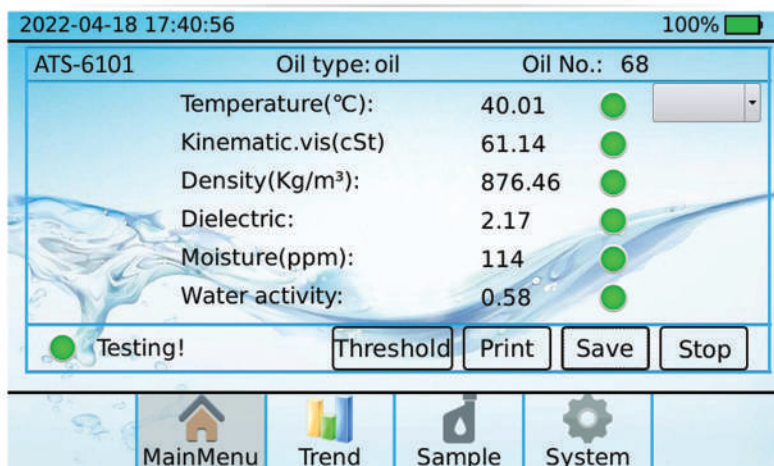 2022-04-18 17:40:56 100%
ATS-6101 Oil type: oil Oil No.: 68
Temperature(℃): 40.01
Kinematic.vis(cSt) 61.14
Density(Kg/m³): 876.46
Dielectric: 2.17
Moisture(ppm): 114
Water activity: 0.58
Testing! Threshold Print Save Stop
MainMenu Trend Sample System